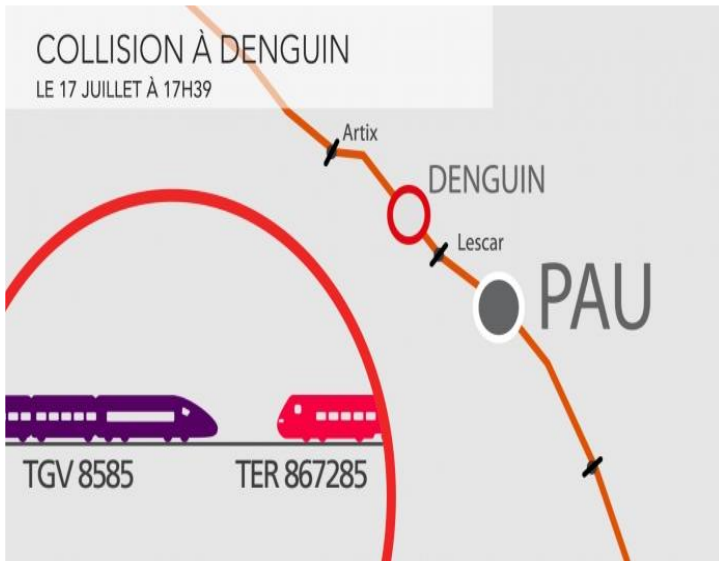 COLLISION À DENGUIN
LE 17 JUILLET À 17H39
Artix
DENGUIN
Lescar
PAU
TGV 8585
TER 867285